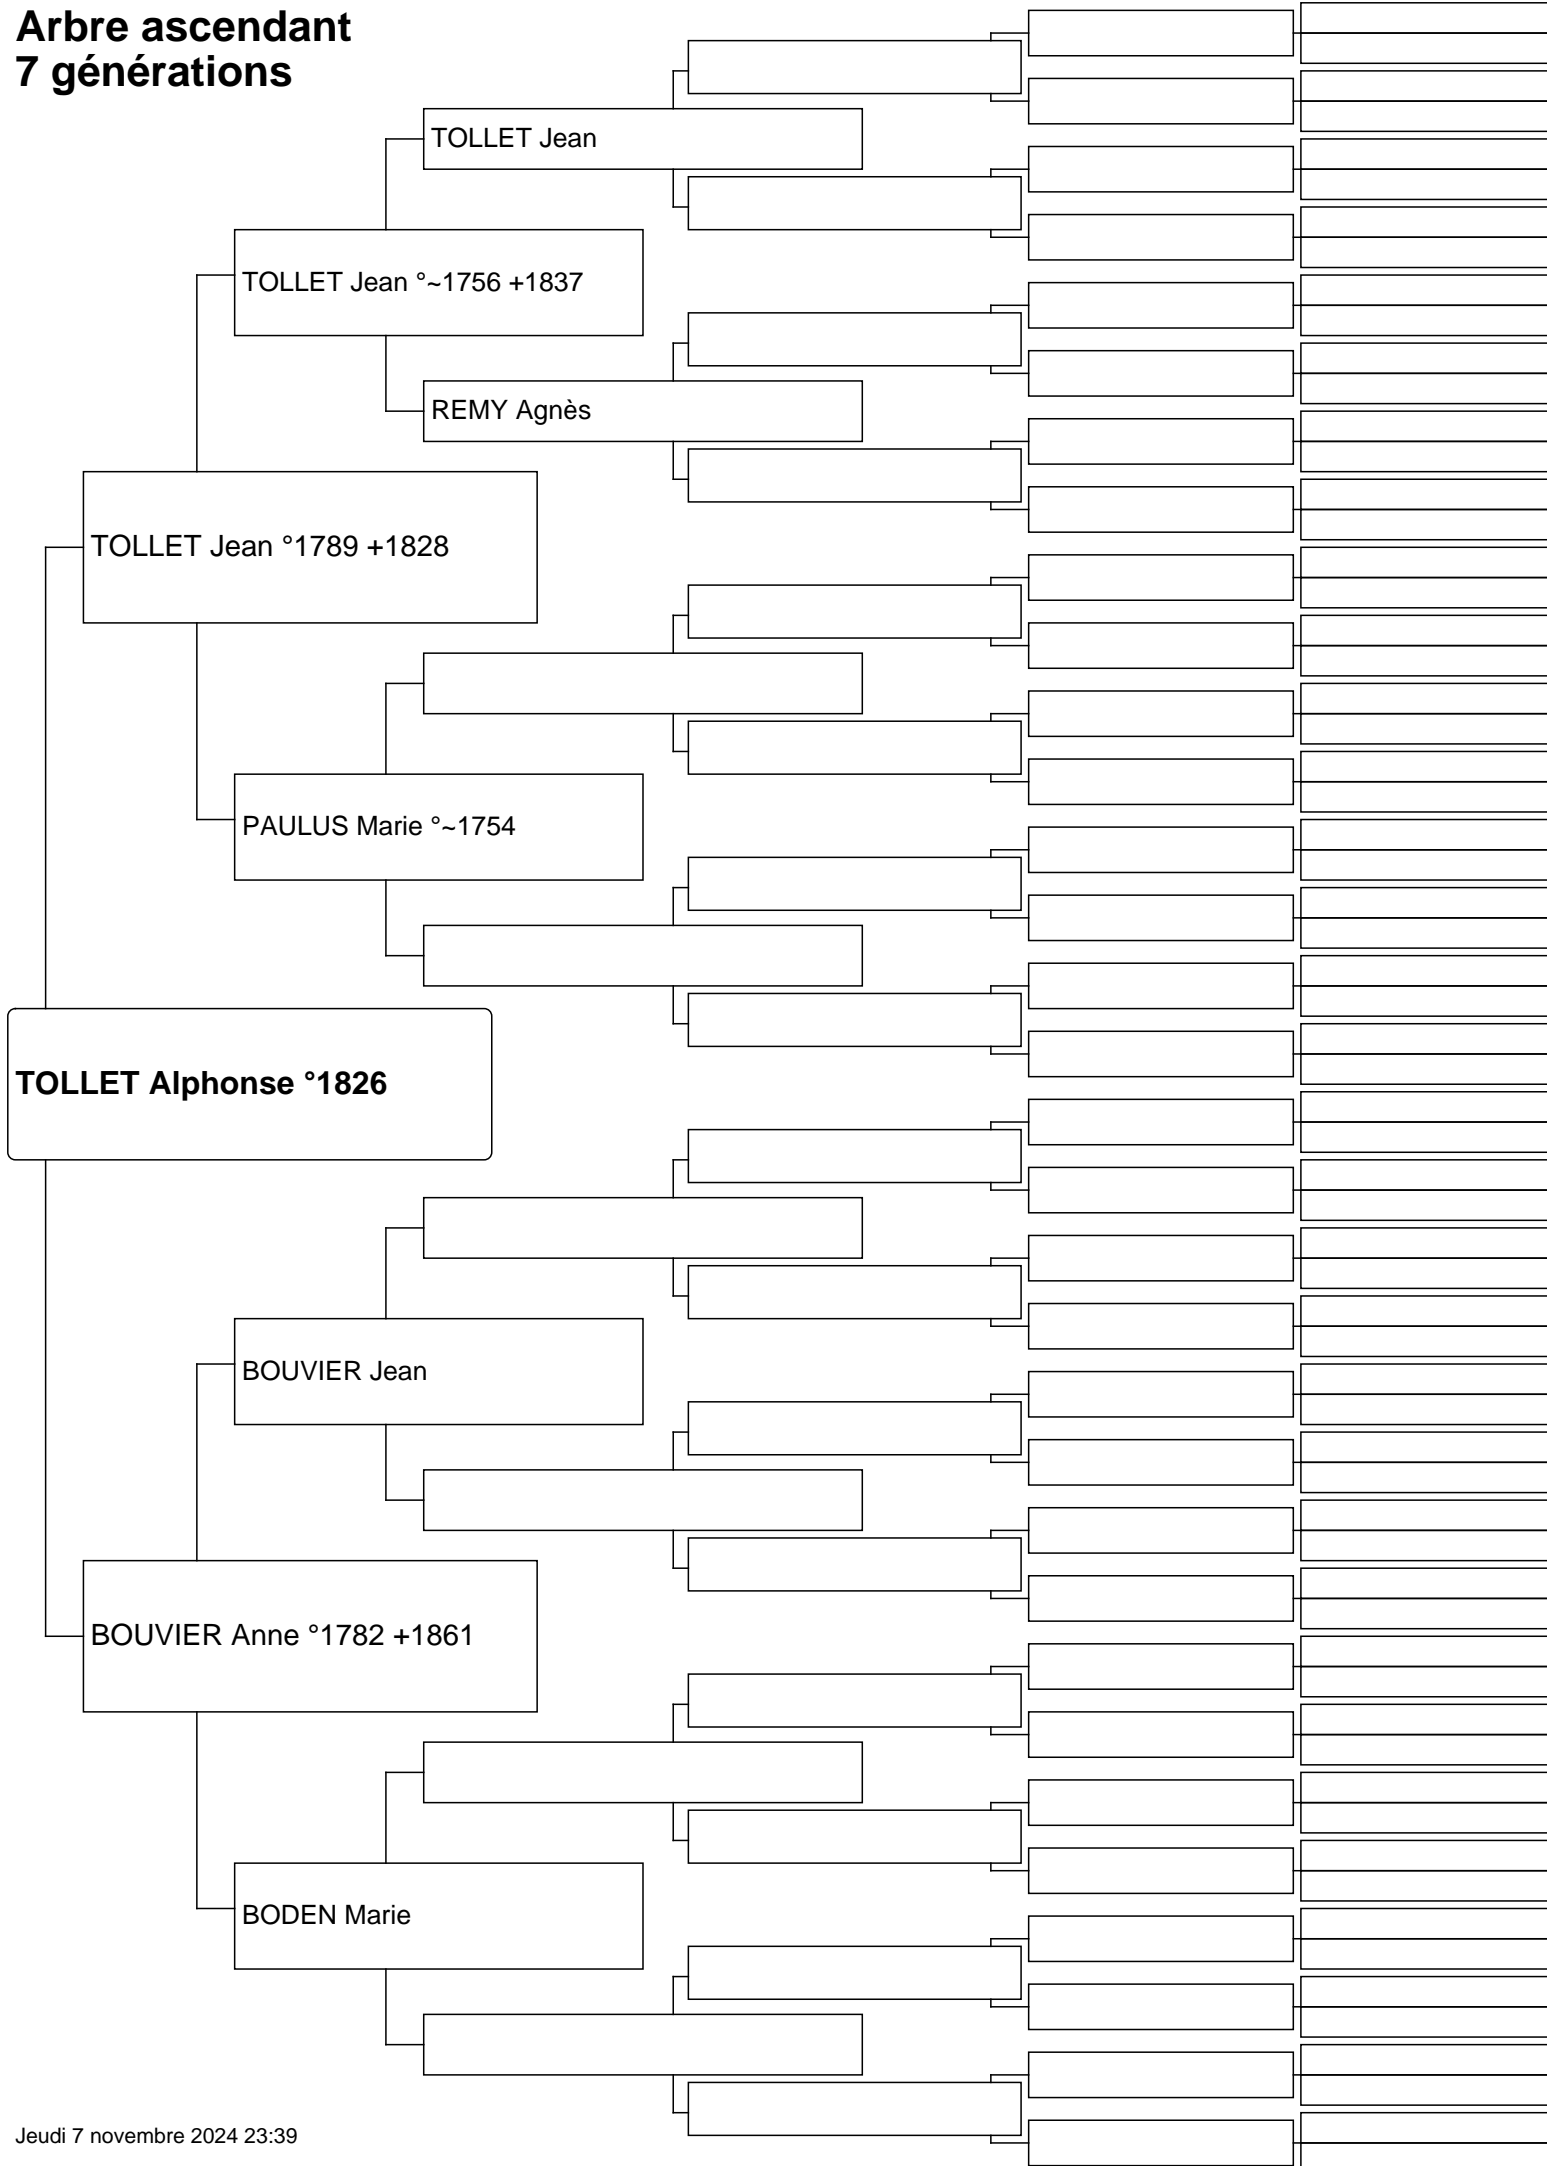 Arbre ascendant
7 générations
TOLLET Jean
TOLLET Jean °~1756 +1837
REMY Agnès
TOLLET Jean °1789 +1828
PAULUS Marie °~1754
TOLLET Alphonse °1826
BOUVIER Jean
BOUVIER Anne °1782 +1861
BODEN Marie
Jeudi 7 novembre 2024 23:39